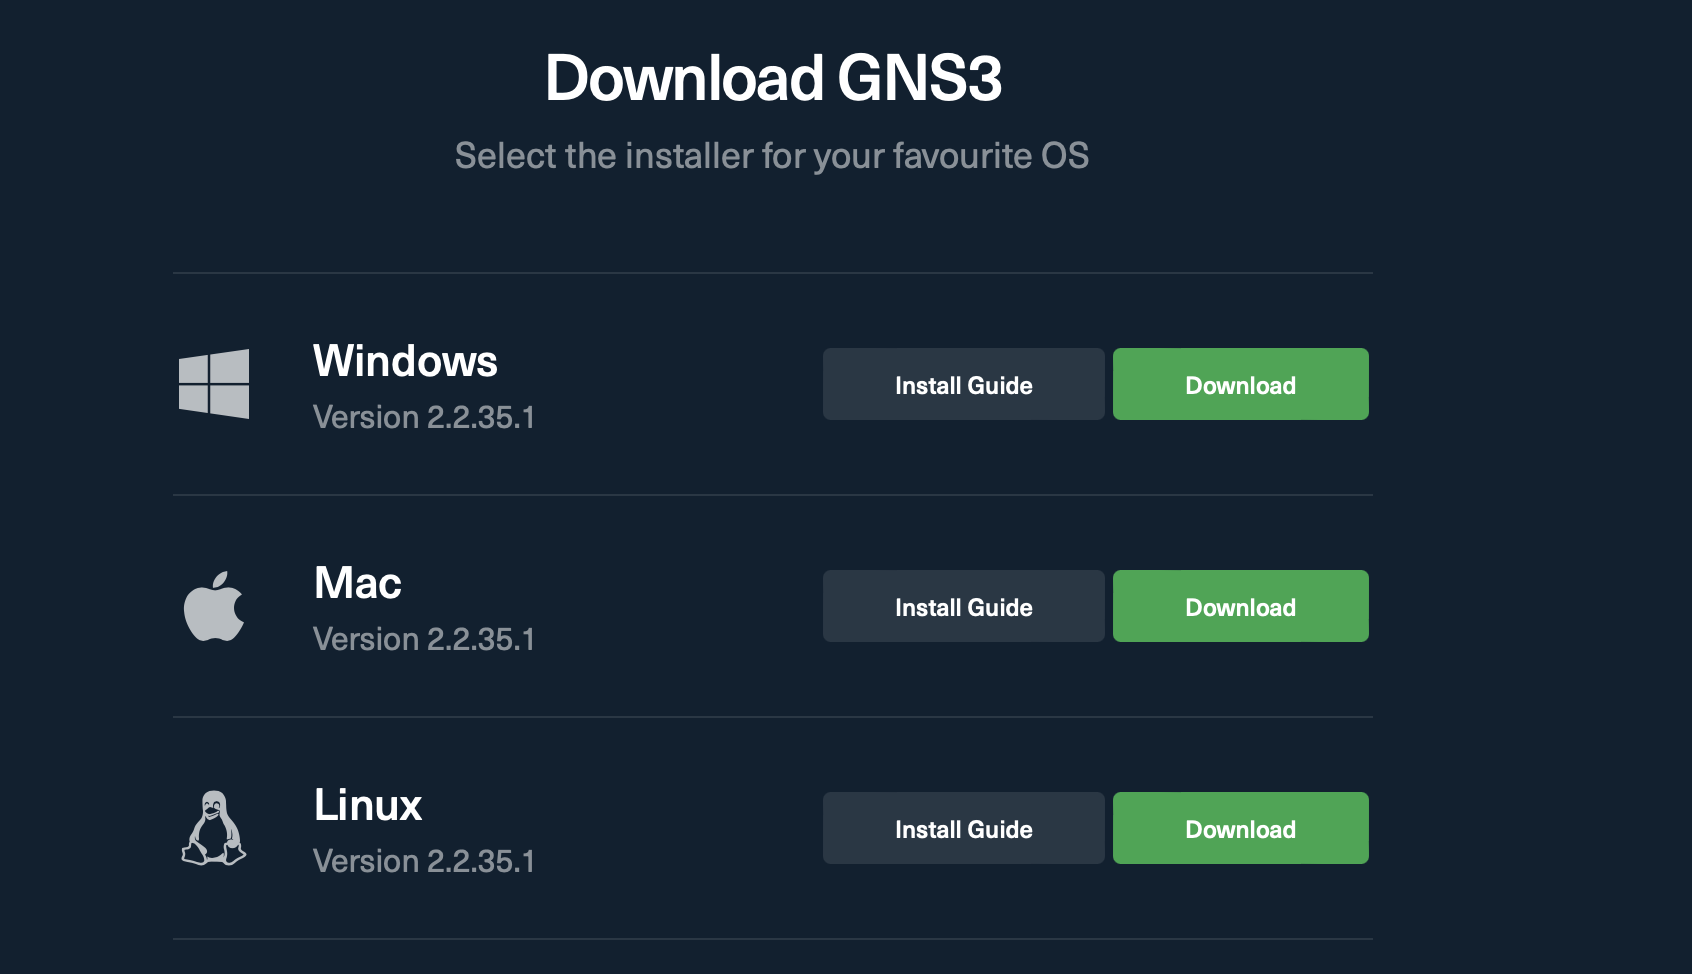 Download GNS3
Select the installer for your favourite OS
Windows
Version 2.2.35.1
Install Guide
Download
Mac
Version 2.2.35.1
Install Guide
Download
Linux
Version 2.2.35.1
Install Guide
Download